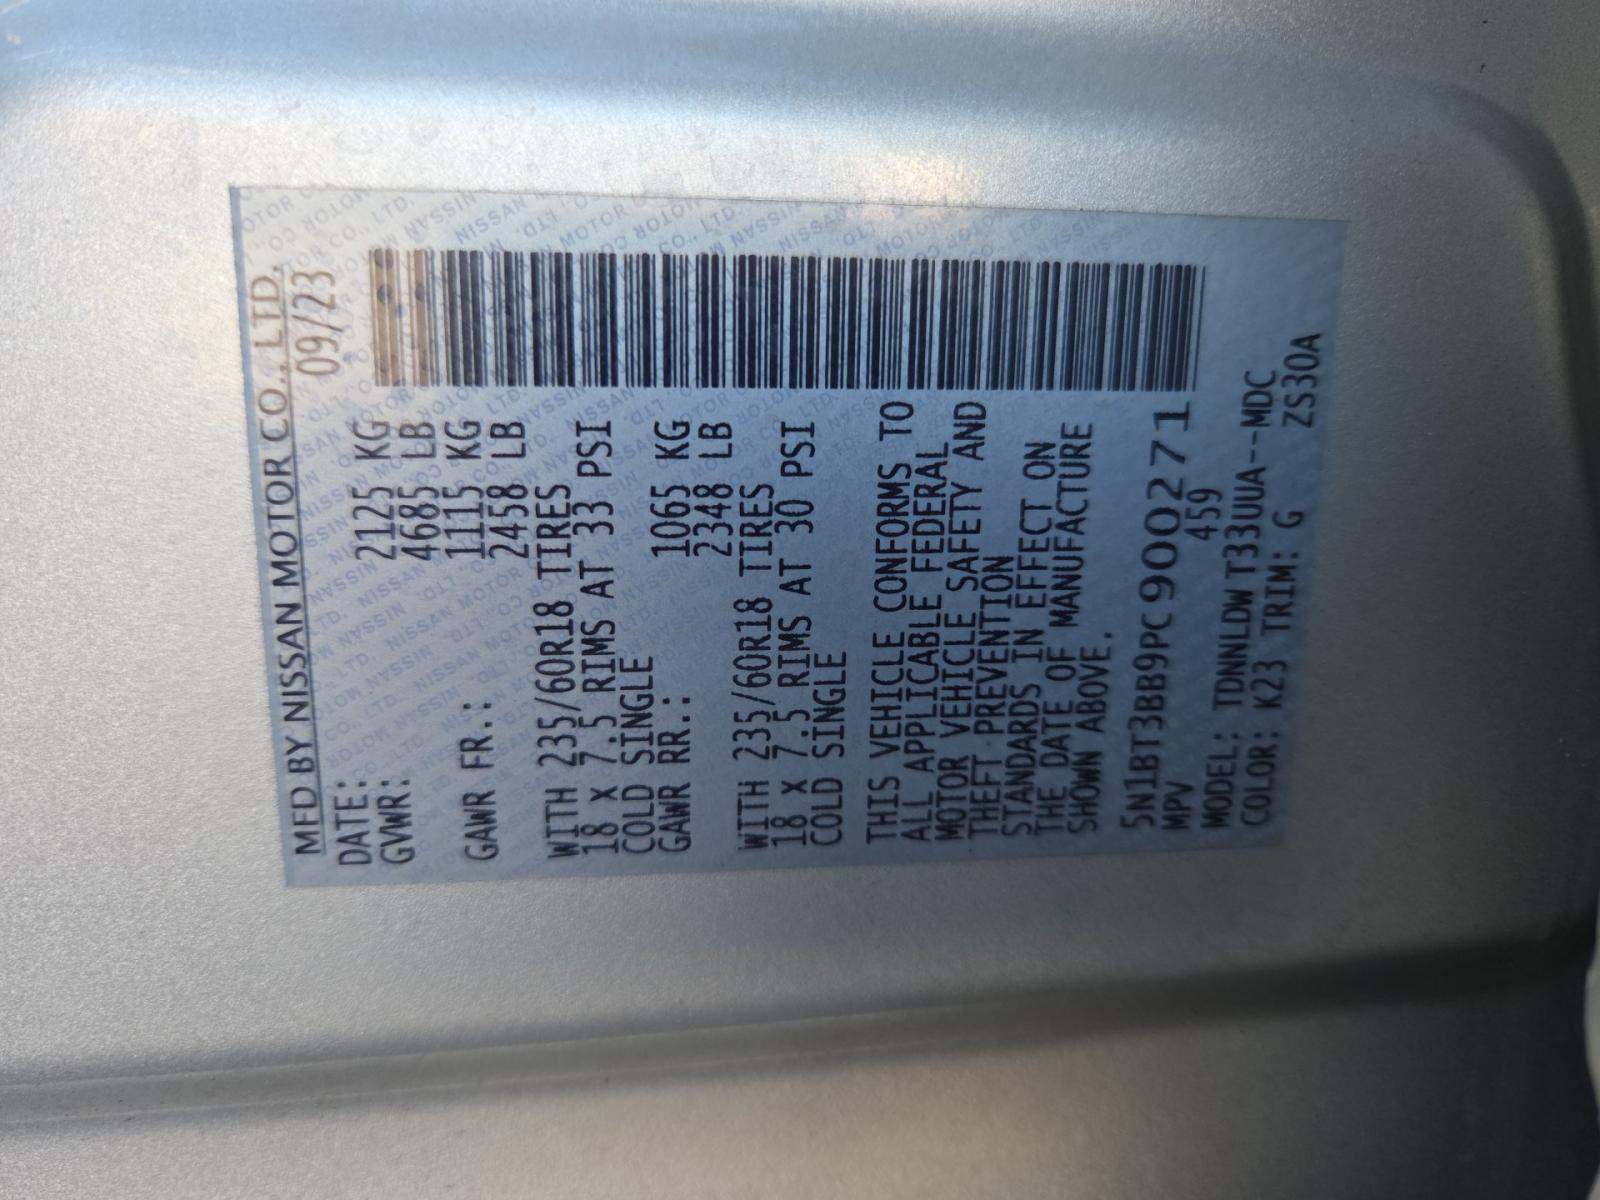 MFD BY NISSAN MOTOR CO., LTD.
DATE: 09/23
GVWR: 2125 KG
4685 LB
GAWR FR.: 1115 KG
2458 LB
WITH 235/60R18 TIRES
18 X 7.5 RIMS AT 33 PSI
COLD SINGLE
GAWR RR.: 1065 KG
2348 LB
WITH 235/60R18 TIRES
18 X 7.5 RIMS AT 30 PSI
COLD SINGLE
THIS VEHICLE CONFORMS TO
ALL APPLICABLE FEDERAL
MOTOR VEHICLE SAFETY AND
THEFT PREVENTION
STANDARDS IN EFFECT ON
THE DATE OF MANUFACTURE
SHOWN ABOVE.
5N1BT3BB9PC900271
MPV 459
MODEL: TDNNLDWT33UUA--MDC
COLOR: K23 TRIM: G ZS30A